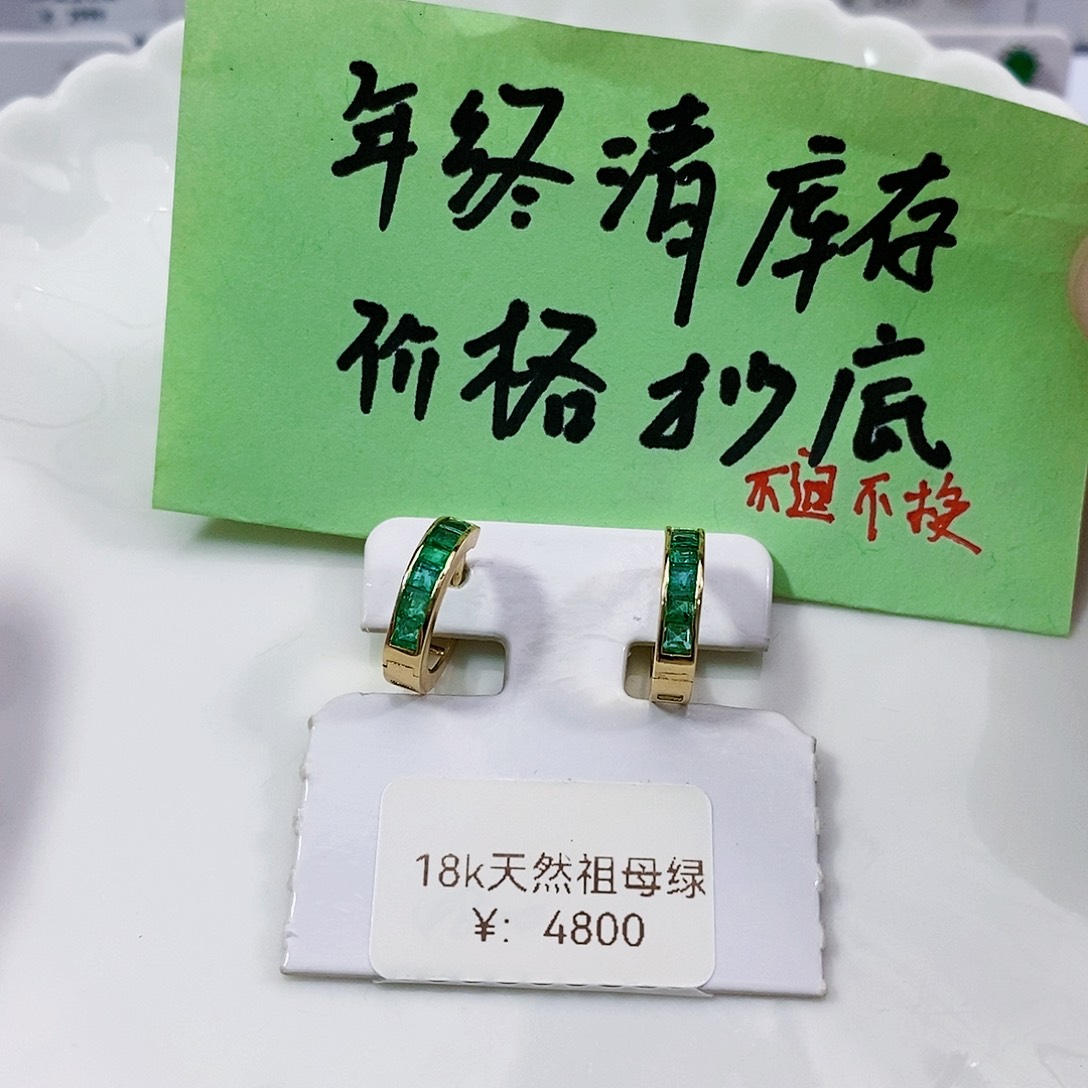 年终清库存
价格抄底
不退不换
18k天然祖母绿
¥: 4800